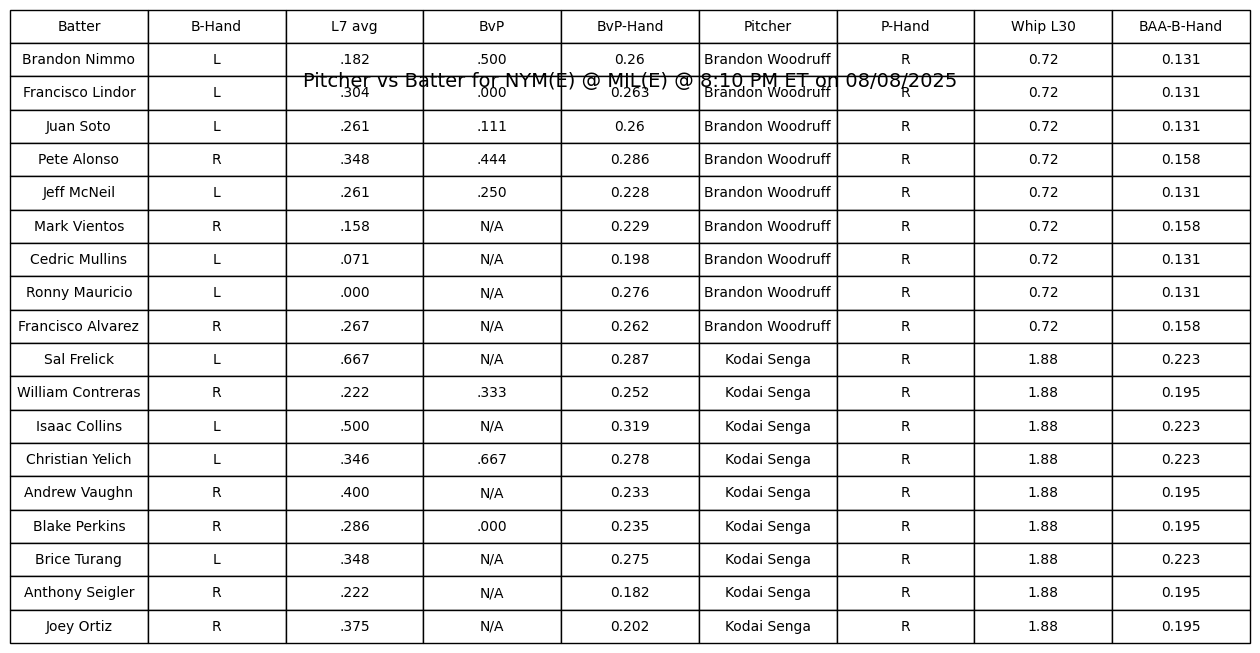 Batter B-Hand L7 avg BvP BvP-Hand Pitcher P-Hand Whip L30 BAA-B-Hand
Brandon Nimmo L .182 .500 0.26 Brandon Woodruff R 0.72 0.131
Pitcher vs Batter for NYM(E) @ MIL(E) @ 8:10 PM ET on 08/08/2025
Francisco Lindor L .304 .000 0.263 Brandon Woodruff R 0.72 0.131
Juan Soto L .261 .111 0.26 Brandon Woodruff R 0.72 0.131
Pete Alonso R .348 .444 0.286 Brandon Woodruff R 0.72 0.158
Jeff McNeil L .261 .250 0.228 Brandon Woodruff R 0.72 0.131
Mark Vientos R .158 N/A 0.229 Brandon Woodruff R 0.72 0.158
Cedric Mullins L .071 N/A 0.198 Brandon Woodruff R 0.72 0.131
Ronny Mauricio L .000 N/A 0.276 Brandon Woodruff R 0.72 0.131
Francisco Alvarez R .267 N/A 0.262 Brandon Woodruff R 0.72 0.158
Sal Frelick L .667 N/A 0.287 Kodai Senga R 1.88 0.223
William Contreras R .222 .333 0.252 Kodai Senga R 1.88 0.195
Isaac Collins L .500 N/A 0.319 Kodai Senga R 1.88 0.223
Christian Yelich L .346 .667 0.278 Kodai Senga R 1.88 0.223
Andrew Vaughn R .400 N/A 0.233 Kodai Senga R 1.88 0.195
Blake Perkins R .286 .000 0.235 Kodai Senga R 1.88 0.195
Brice Turang L .348 N/A 0.275 Kodai Senga R 1.88 0.223
Anthony Seigler R .222 N/A 0.182 Kodai Senga R 1.88 0.195
Joey Ortiz R .375 N/A 0.202 Kodai Senga R 1.88 0.195